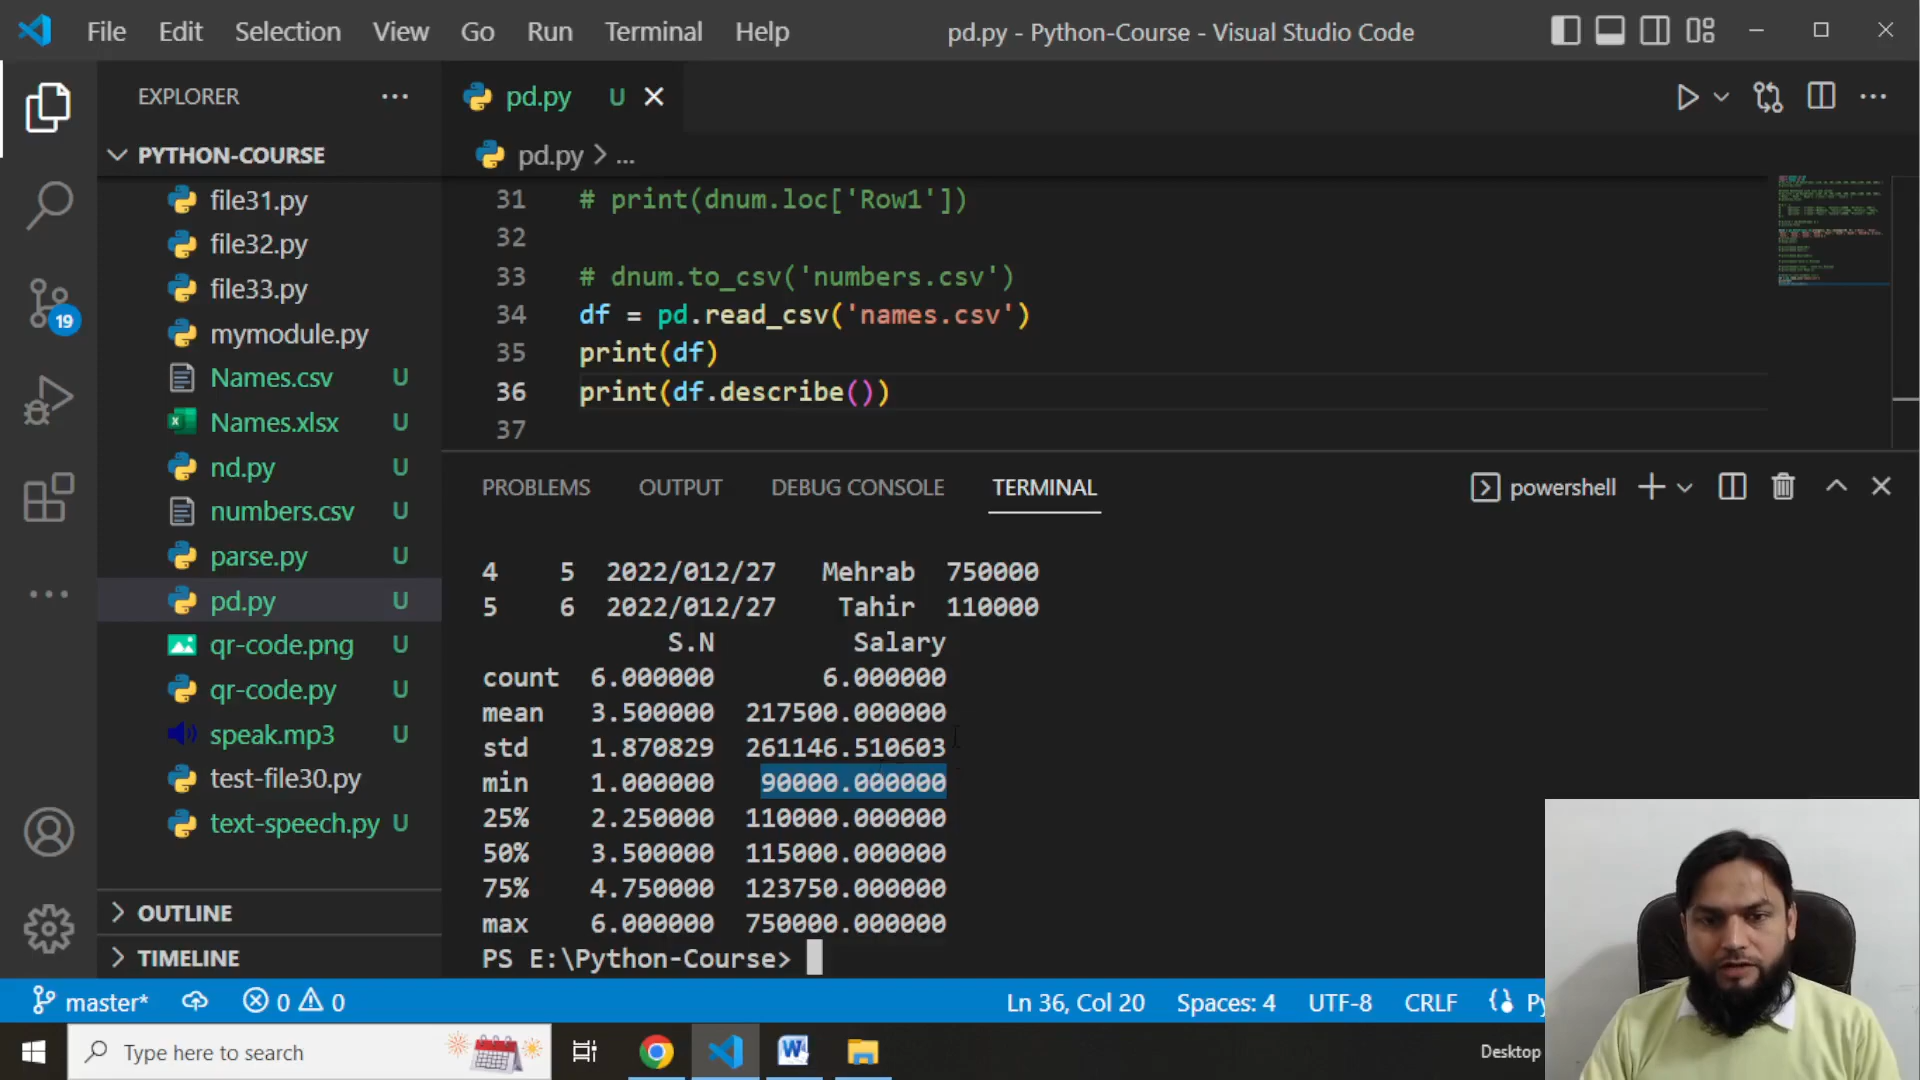 File Edit Selection View Go Run Terminal Help
pd.py - Python-Course - Visual Studio Code
EXPLORER
pd.py U
PYTHON-COURSE
pd.py > ...
file31.py
file32.py
file33.py
mymodule.py
Names.csv U
Names.xlsx U
nd.py U
numbers.csv U
parse.py U
pd.py U
qr-code.png U
qr-code.py U
speak.mp3 U
test-file30.py
text-speech.py U
OUTLINE
TIMELINE
19
31 # print(dnum.loc['Row1'])
32
33 # dnum.to_csv('numbers.csv')
34 df = pd.read_csv('names.csv')
35 print(df)
36 print(df.describe())
37
PROBLEMS OUTPUT DEBUG CONSOLE TERMINAL
powershell
4 5 2022/012/27 Mehrab 750000
5 6 2022/012/27 Tahir 110000
S.N Salary
count 6.000000 6.000000
mean 3.500000 217500.000000
std 1.870829 261146.510603
min 1.000000 90000.000000
25% 2.250000 110000.000000
50% 3.500000 115000.000000
75% 4.750000 123750.000000
max 6.000000 750000.000000
PS E:\Python-Course>
master* 0 0
Ln 36, Col 20 Spaces: 4 UTF-8 CRLF Py
Type here to search
Desktop